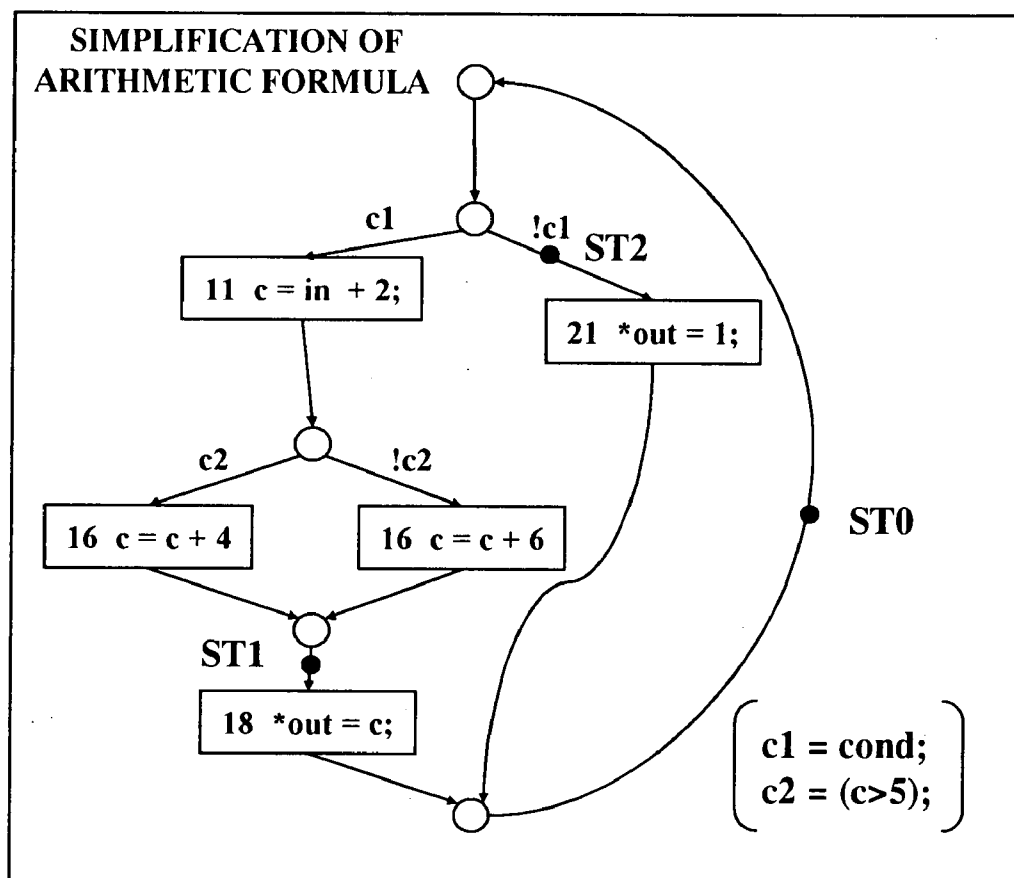 SIMPLIFICATION OF
ARITHMETIC FORMULA
c1
!c1
ST2
11 c = in + 2;
21 *out = 1;
c2
!c2
16 c = c + 4
16 c = c + 6
ST0
ST1
18 *out = c;
c1 = cond;
c2 = (c>5);